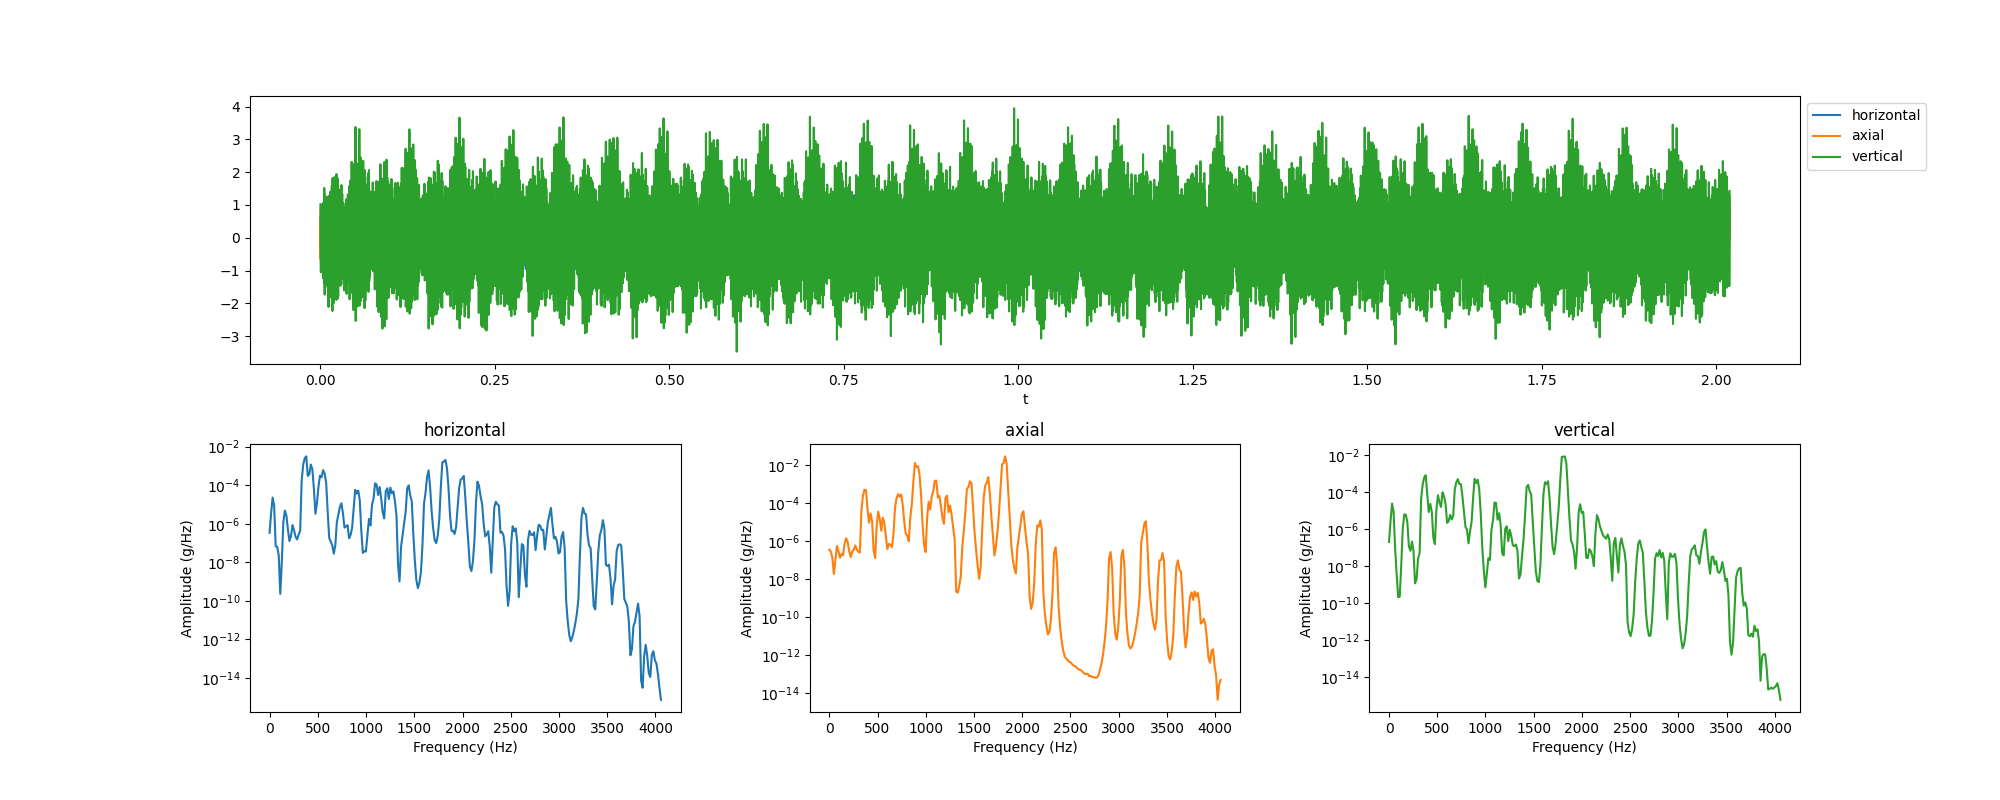 4
3
2
1
0
−1
−2
−3
0.00 0.25 0.50 0.75 1.00 1.25 1.50 1.75 2.00
t
horizontal
axial
vertical
horizontal
10⁻²
10⁻⁴
10⁻⁶
10⁻⁸
10⁻¹⁰
10⁻¹²
10⁻¹⁴
Amplitude (g/Hz)
0 500 1000 1500 2000 2500 3000 3500 4000
Frequency (Hz)
axial
10⁻²
10⁻⁴
10⁻⁶
10⁻⁸
10⁻¹⁰
10⁻¹²
10⁻¹⁴
Amplitude (g/Hz)
0 500 1000 1500 2000 2500 3000 3500 4000
Frequency (Hz)
vertical
10⁻²
10⁻⁴
10⁻⁶
10⁻⁸
10⁻¹⁰
10⁻¹²
10⁻¹⁴
Amplitude (g/Hz)
0 500 1000 1500 2000 2500 3000 3500 4000
Frequency (Hz)